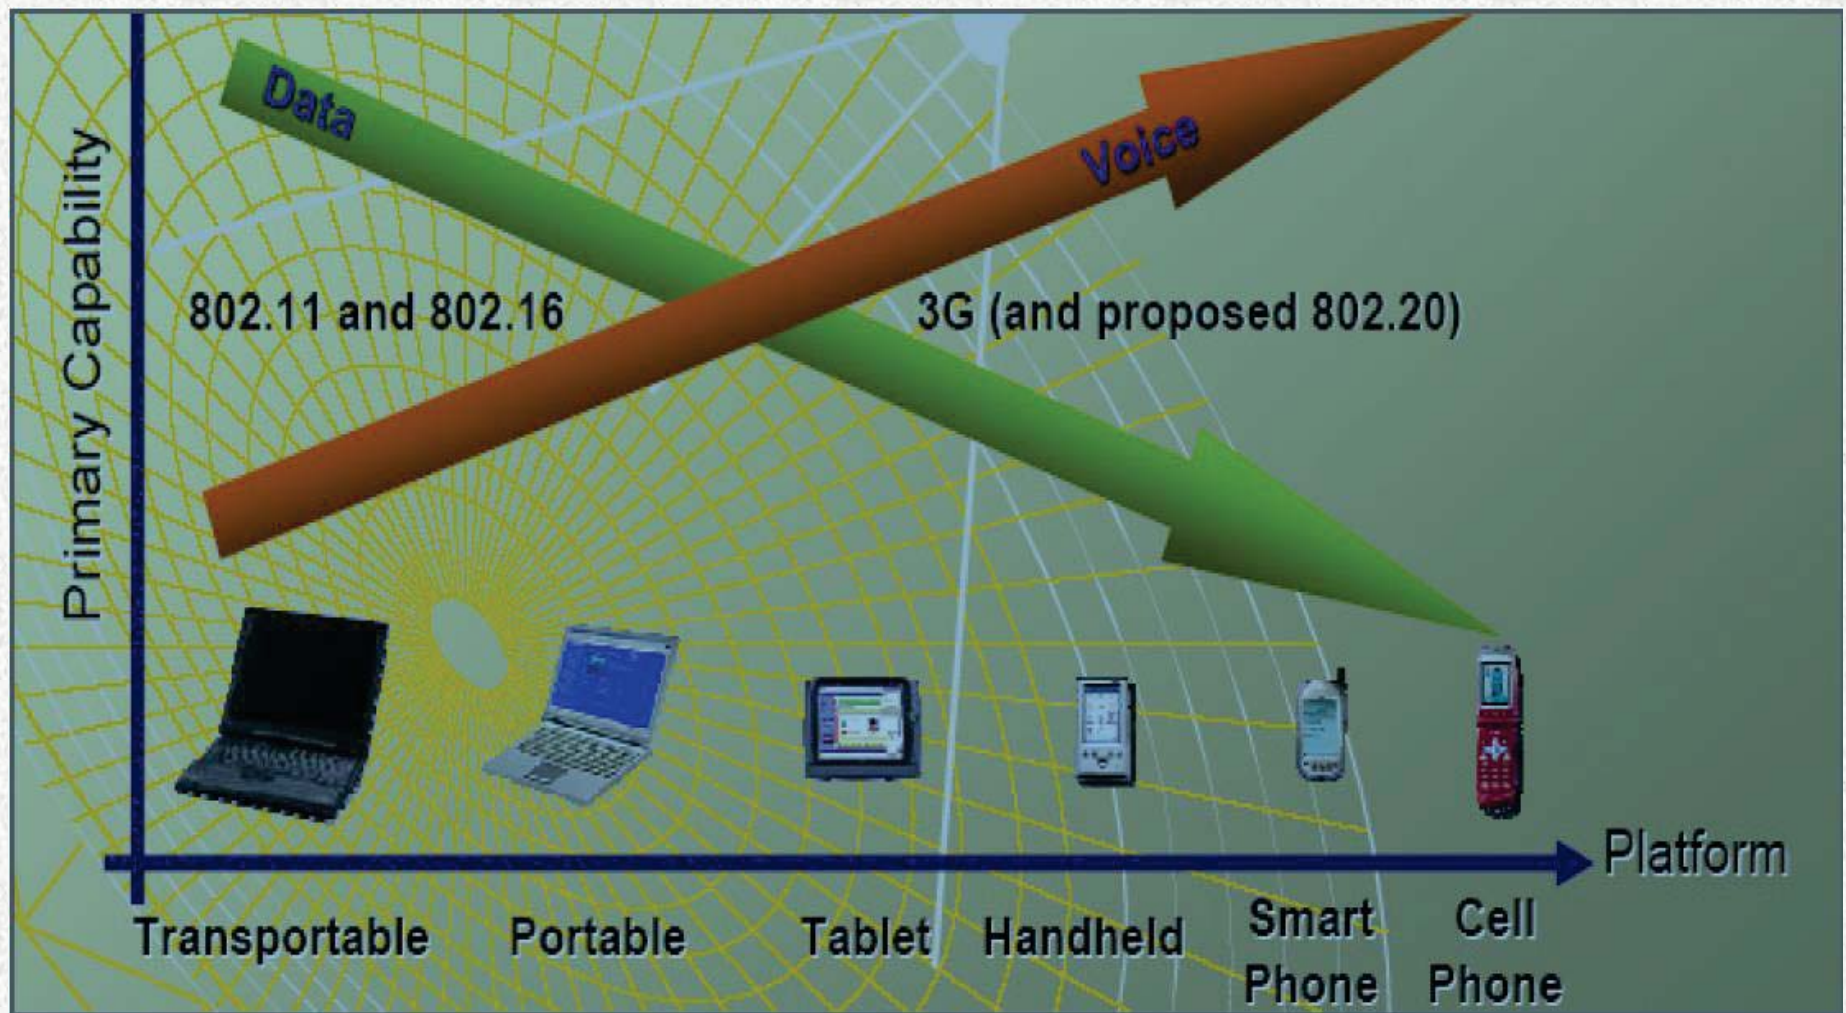 Primary Capability
Data
Voice
802.11 and 802.16
3G (and proposed 802.20)
Platform
Transportable
Portable
Tablet
Handheld
Smart
Phone
Cell
Phone